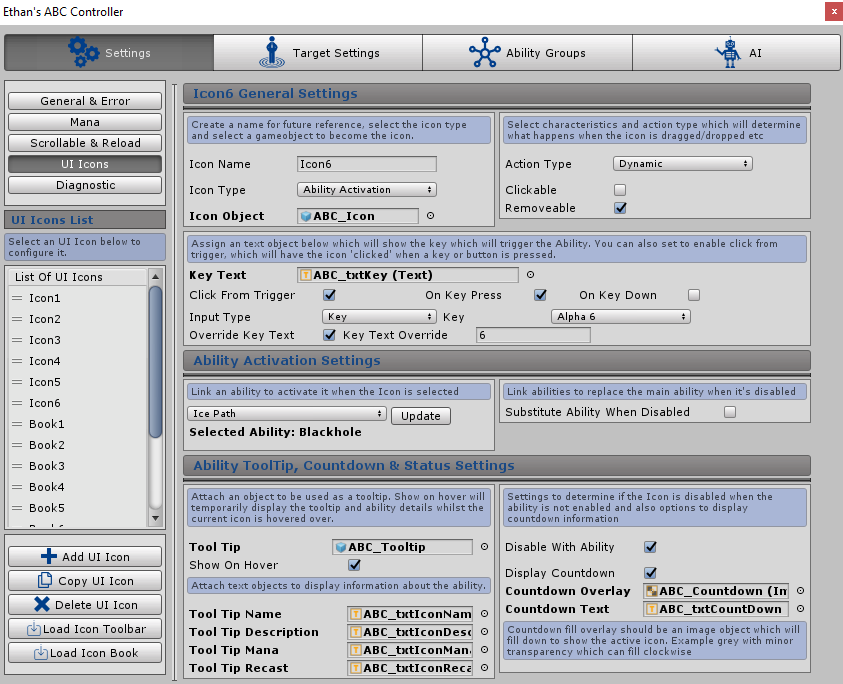 Ethan's ABC Controller
x
Settings
Target Settings
Ability Groups
AI
General & Error
Mana
Scrollable & Reload
UI Icons
Diagnostic
UI Icons List
Select an UI Icon below to
configure it.
List Of UI Icons
Icon1
Icon2
Icon3
Icon4
Icon5
Icon6
Book1
Book2
Book3
Book4
Book5
Add UI Icon
Copy UI Icon
Delete UI Icon
Load Icon Toolbar
Load Icon Book
Icon6 General Settings
Create a name for future reference, select the icon type
and select a gameobject to become the icon.
Icon Name Icon6
Icon Type Ability Activation
Icon Object ABC_Icon
Select characteristics and action type which will determine
what happens when the icon is dragged/dropped etc
Action Type Dynamic
Clickable
Removeable
Assign an text object below which will show the key which will trigger the Ability. You can also set to enable click from
trigger, which will have the icon 'clicked' when a key or button is pressed.
Key Text ABC_txtKey (Text)
Click From Trigger On Key Press On Key Down
Input Type Key Key Alpha 6
Override Key Text Key Text Override 6
Ability Activation Settings
Link an ability to activate it when the Icon is selected
Ice Path Update
Selected Ability: Blackhole
Link abilities to replace the main ability when it's disabled
Substitute Ability When Disabled
Ability ToolTip, Countdown & Status Settings
Attach an object to be used as a tooltip. Show on hover will
temporarily display the tooltip and ability details whilst the
current icon is hovered over.
Tool Tip ABC_Tooltip
Show On Hover
Attach text objects to display information about the ability.
Tool Tip Name ABC_txtIconNam
Tool Tip Description ABC_txtIconDesc
Tool Tip Mana ABC_txtIconMan
Tool Tip Recast ABC_txtIconReca
Settings to determine if the Icon is disabled when the
ability is not enabled and also options to display
countdown information
Disable With Ability
Display Countdown
Countdown Overlay ABC_Countdown (In
Countdown Text ABC_txtCountDown
Countdown fill overlay should be an image object which will
fill down to show the active icon. Example grey with minor
transparency which can fill clockwise